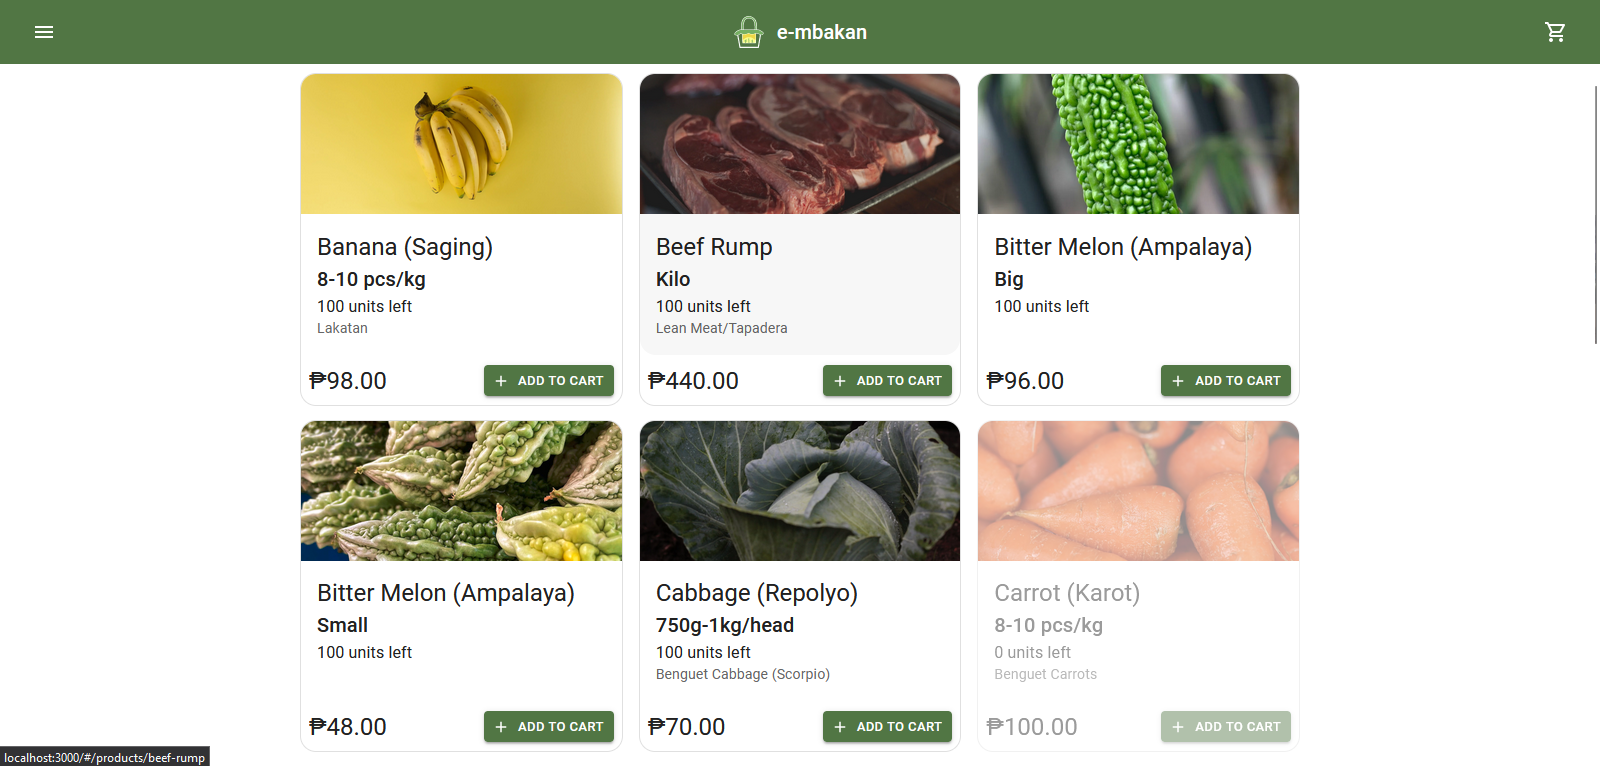 e-mbakan
Banana (Saging)
8-10 pcs/kg
100 units left
Lakatan
₱98.00
ADD TO CART
Beef Rump
Kilo
100 units left
Lean Meat/Tapadera
₱440.00
ADD TO CART
Bitter Melon (Ampalaya)
Big
100 units left
₱96.00
ADD TO CART
Bitter Melon (Ampalaya)
Small
100 units left
₱48.00
ADD TO CART
Cabbage (Repolyo)
750g-1kg/head
100 units left
Benguet Cabbage (Scorpio)
₱70.00
ADD TO CART
Carrot (Karot)
8-10 pcs/kg
0 units left
Benguet Carrots
₱100.00
ADD TO CART
localhost:3000/#/products/beef-rump